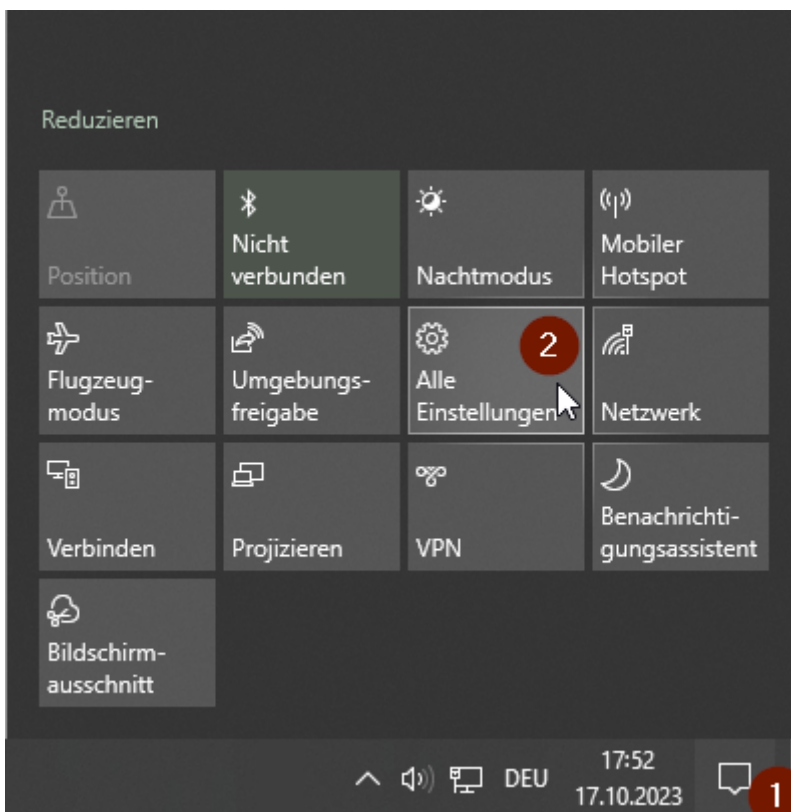 Reduzieren
Position
Nicht
verbunden
Nachtmodus
Mobiler
Hotspot
Flugzeug-
modus
Umgebungs-
freigabe
2
Alle
Einstellungen
Netzwerk
Verbinden
Projizieren
VPN
Benachrichti-
gungsassistent
Bildschirm-
ausschnitt
DEU
17:52
17.10.2023
1